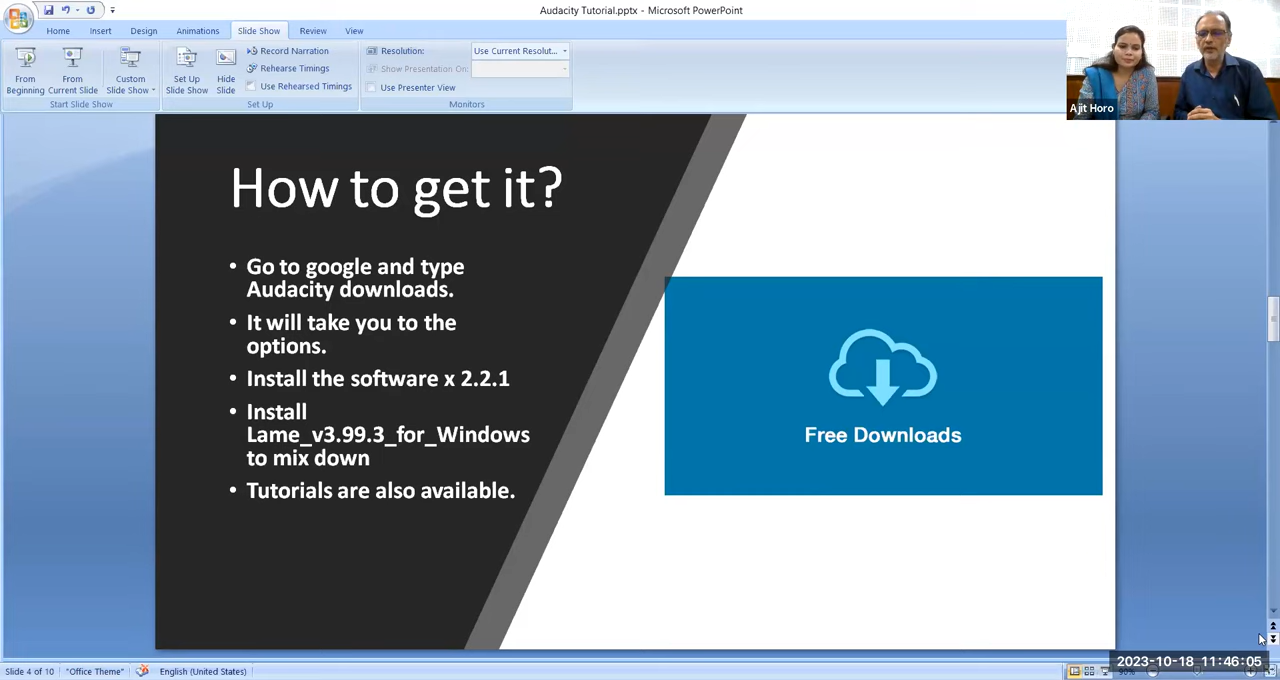 Audacity Tutorial.pptx - Microsoft PowerPoint
Home Insert Design Animations Slide Show Review View
From Beginning
From Current Slide
Custom Slide Show
Start Slide Show
Set Up Slide Show
Hide Slide
Record Narration
Rehearse Timings
Use Rehearsed Timings
Set Up
Resolution: Use Current Resolut...
Show Presentation On:
Use Presenter View
Monitors
Ajit Horo
How to get it?
• Go to google and type
Audacity downloads.
• It will take you to the
options.
• Install the software x 2.2.1
• Install
Lame_v3.99.3_for_Windows
to mix down
• Tutorials are also available.
Free Downloads
Slide 4 of 10 "Office Theme" English (United States)
2023-10-18 11:46:05
90%